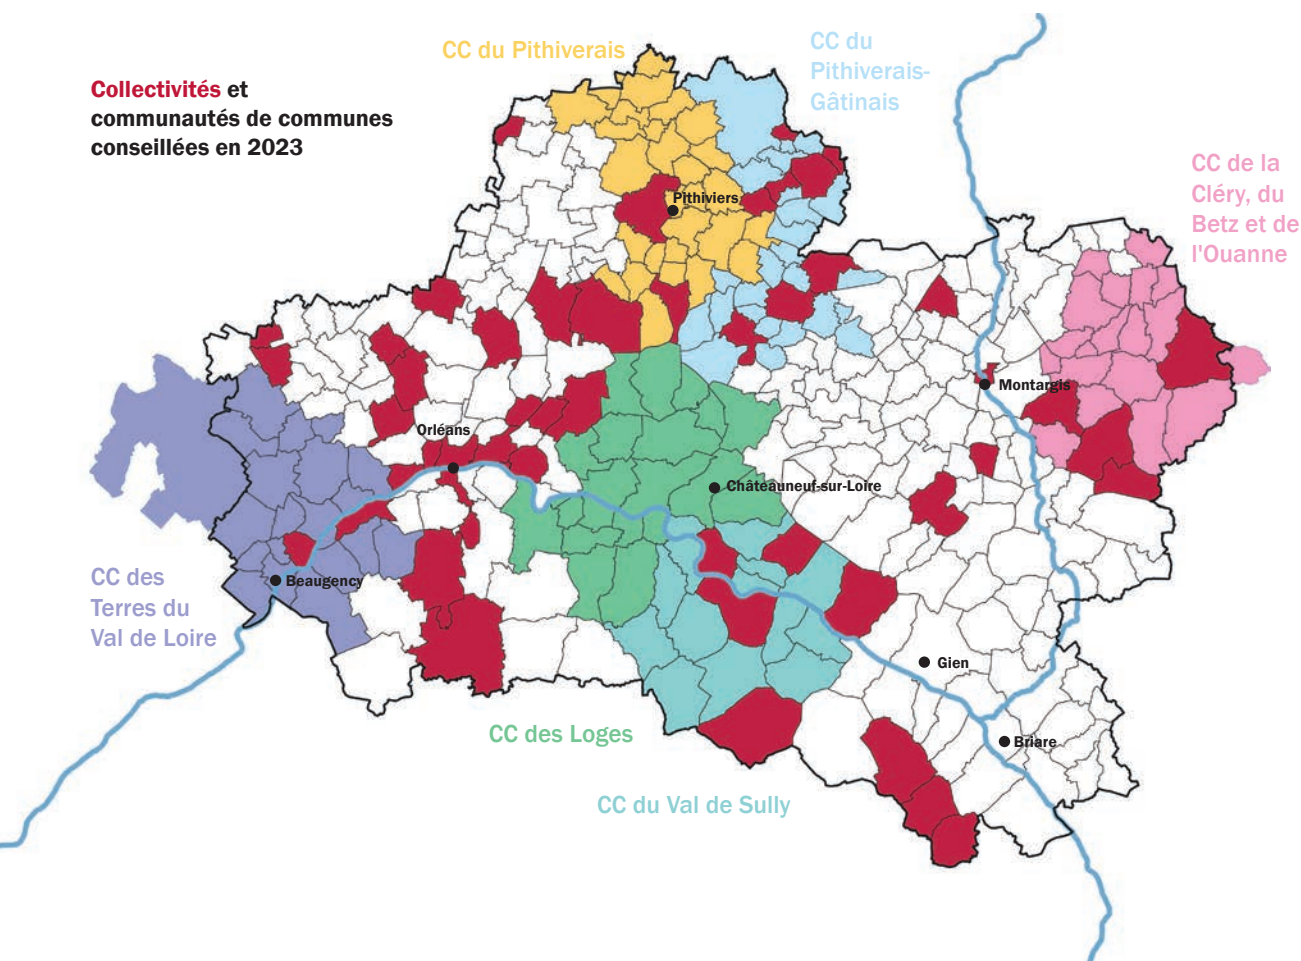 CC du Pithiverais
CC du
Pithiverais-
Gâtinais
Collectivités et
communautés de communes
conseillées en 2023
CC de la
Cléry, du
Betz et de
l'Ouanne
Pithiviers
Montargis
Orléans
Châteauneuf-sur-Loire
CC des
Terres du
Val de Loire
Beaugency
Gien
CC des Loges
Briare
CC du Val de Sully